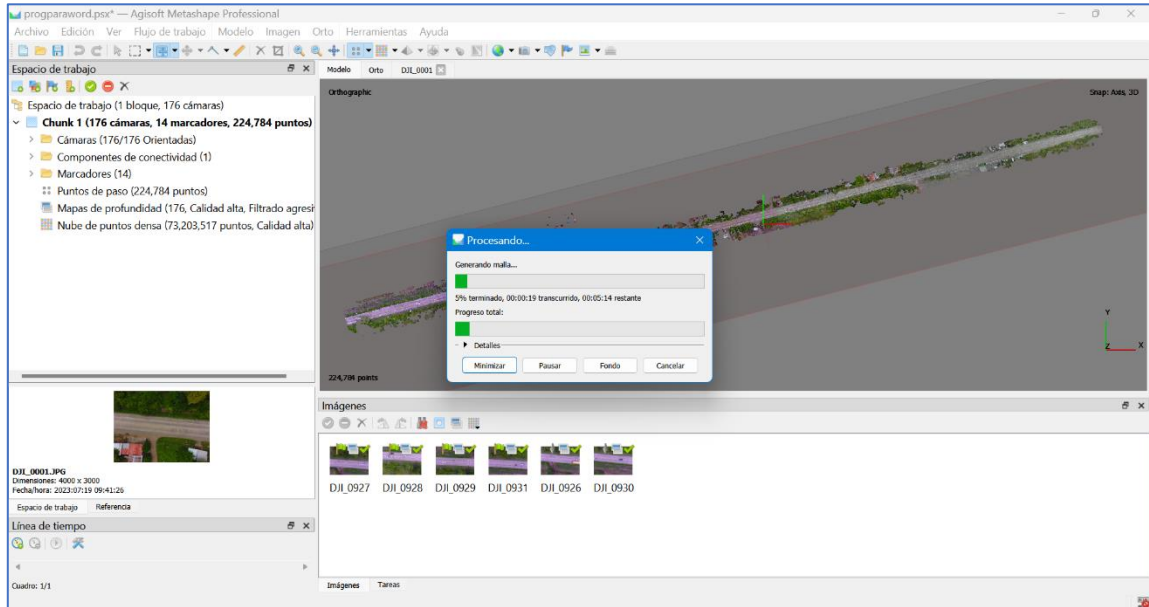 progparaword.psx* — Agisoft Metashape Professional
Archivo Edición Ver Flujo de trabajo Modelo Imagen Orto Herramientas Ayuda
Espacio de trabajo
Espacio de trabajo (1 bloque, 176 cámaras)
Chunk 1 (176 cámaras, 14 marcadores, 224,784 puntos)
Cámaras (176/176 Orientadas)
Componentes de conectividad (1)
Marcadores (14)
Puntos de paso (224,784 puntos)
Mapas de profundidad (176, Calidad alta, Filtrado agresi
Nube de puntos densa (73,203,517 puntos, Calidad alta)
DJI_0001.JPG
Dimensiones: 4000 x 3000
Fecha/hora: 2023:07:19 09:41:26
Espacio de trabajo Referencia
Línea de tiempo
Cuadro: 1/1
Modelo Orto DJI_0001
Orthographic
Snap: Axis, 3D
Procesando...
Generando malla...
5% terminado, 00:00:19 transcurrido, 00:05:14 restante
Progreso total:
Detalles
Minimizar Pausar Fondo Cancelar
Y
Z X
224,784 points
Imágenes
DJI_0927 DJI_0928 DJI_0929 DJI_0931 DJI_0926 DJI_0930
Imágenes Tareas